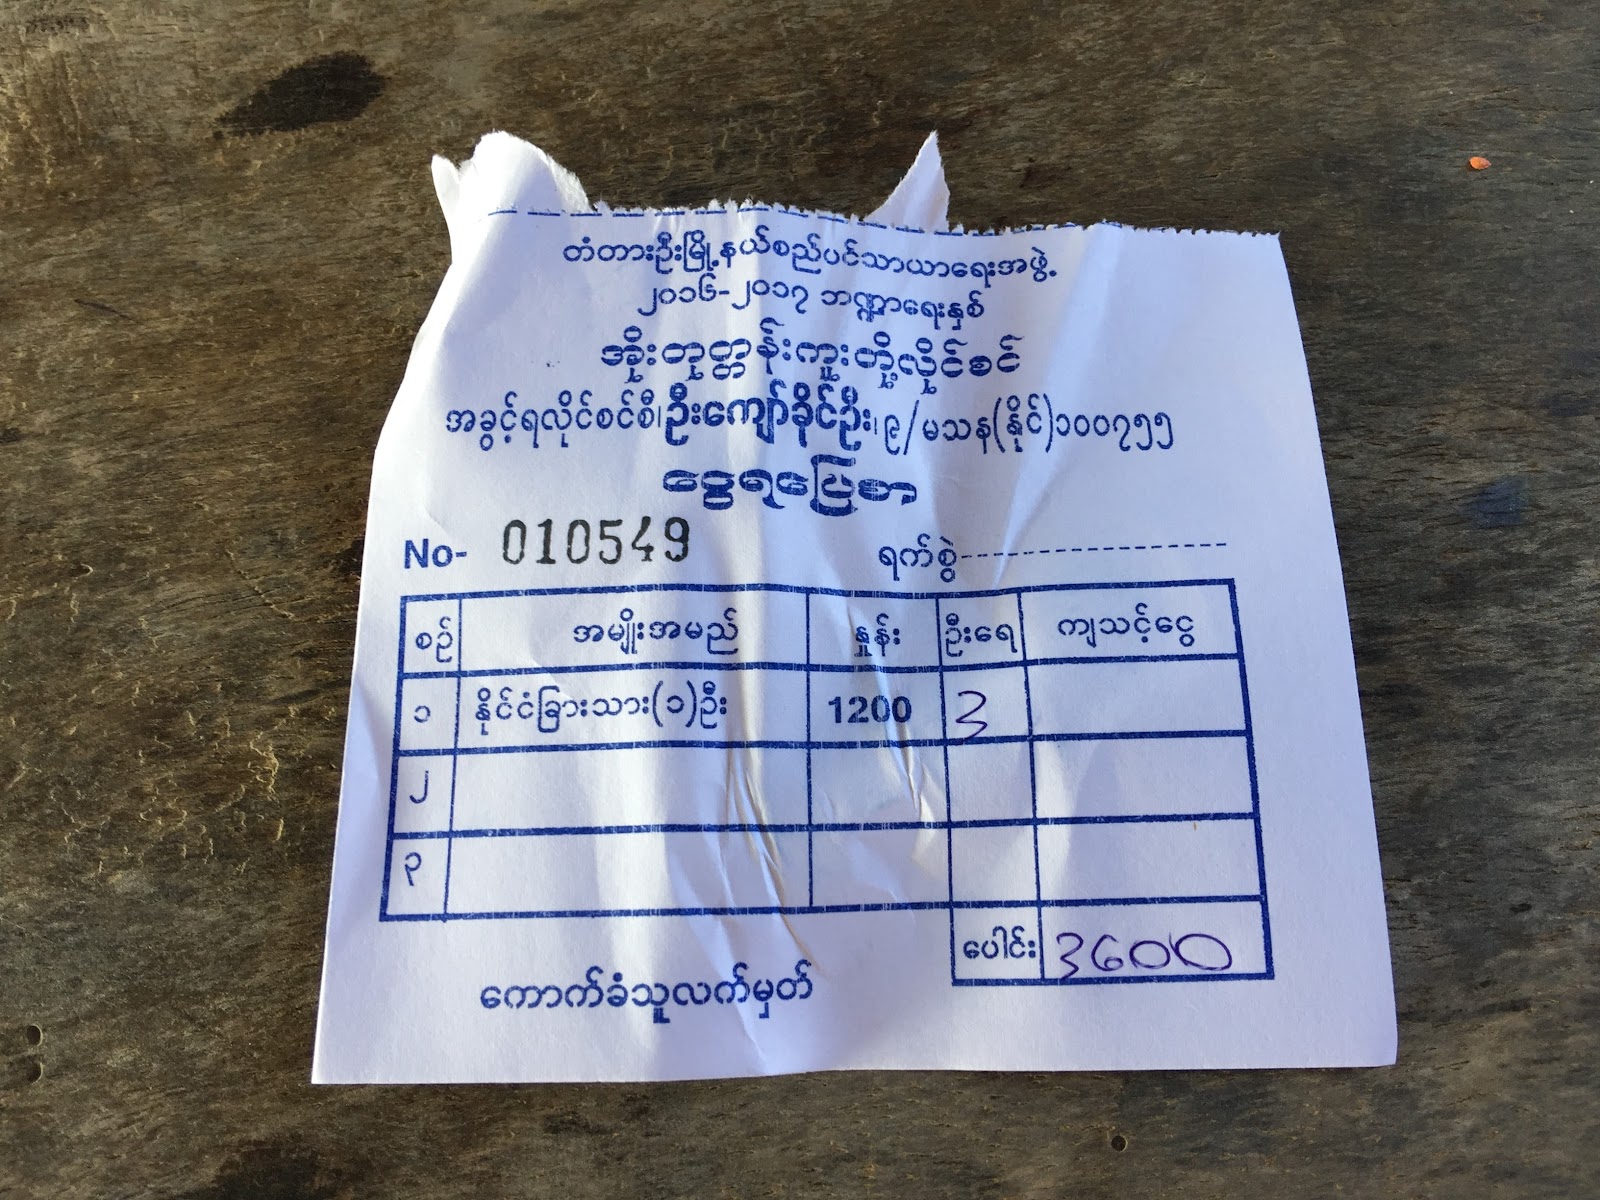 တံတားဦးမြို့နယ်စည်ပင်သာယာရေးအဖွဲ့
၂၀၁၆-၂၀၁၇ ဘဏ္ဍာရေးနှစ်
အိုးတုတ္တန်းကူးတို့လိုင်စင်
အခွင့်ရလိုင်စင်စီ၊ဦးကျော်ခိုင်ဦး၊၉/မသန(နိုင်)၁၀၀၇၅၅
ငွေရပြေစာ
No- 010549 ရက်စွဲ
စဉ် အမျိုးအမည် နှုန်း ဦးရေ ကျသင့်ငွေ
၁ နိုင်ငံခြားသား(၁)ဦး 1200 3
၂
၃
ပေါင်း 3600
ကောက်ခံသူလက်မှတ်